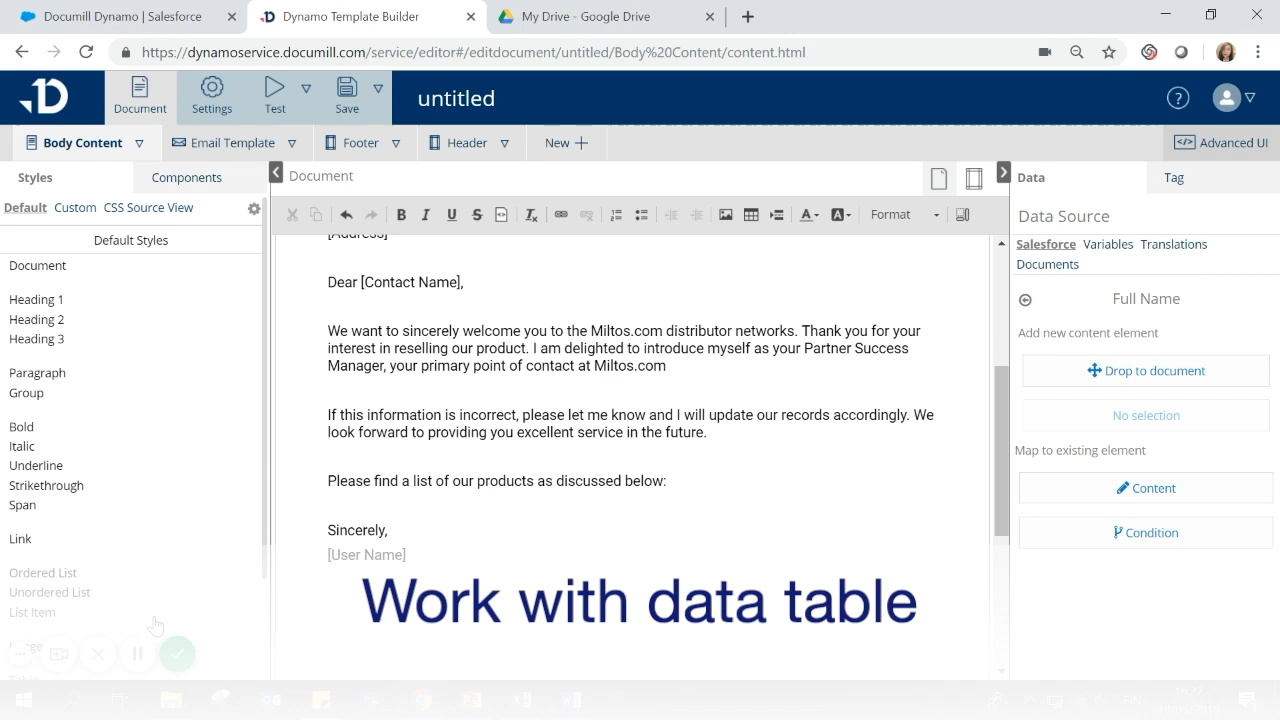 Documill Dynamo | Salesforce
Dynamo Template Builder
My Drive - Google Drive
https://dynamoservice.documill.com/service/editor#/editdocument/untitled/Body%20Content/content.html
Document
Settings
Test
Save
untitled
Body Content
Email Template
Footer
Header
New
Advanced UI
Styles
Components
Document
Data
Tag
Default
Custom
CSS Source View
Default Styles
Document
Heading 1
Heading 2
Heading 3
Paragraph
Group
Bold
Italic
Underline
Strikethrough
Span
Link
Ordered List
Unordered List
List Item
Format
[Address]
Dear [Contact Name],
We want to sincerely welcome you to the Miltos.com distributor networks. Thank you for your
interest in reselling our product. I am delighted to introduce myself as your Partner Success
Manager, your primary point of contact at Miltos.com
If this information is incorrect, please let me know and I will update our records accordingly. We
look forward to providing you excellent service in the future.
Please find a list of our products as discussed below:
Sincerely,
[User Name]
Work with data table
Data Source
Salesforce Variables Translations
Documents
Full Name
Add new content element
Drop to document
No selection
Map to existing element
Content
Condition